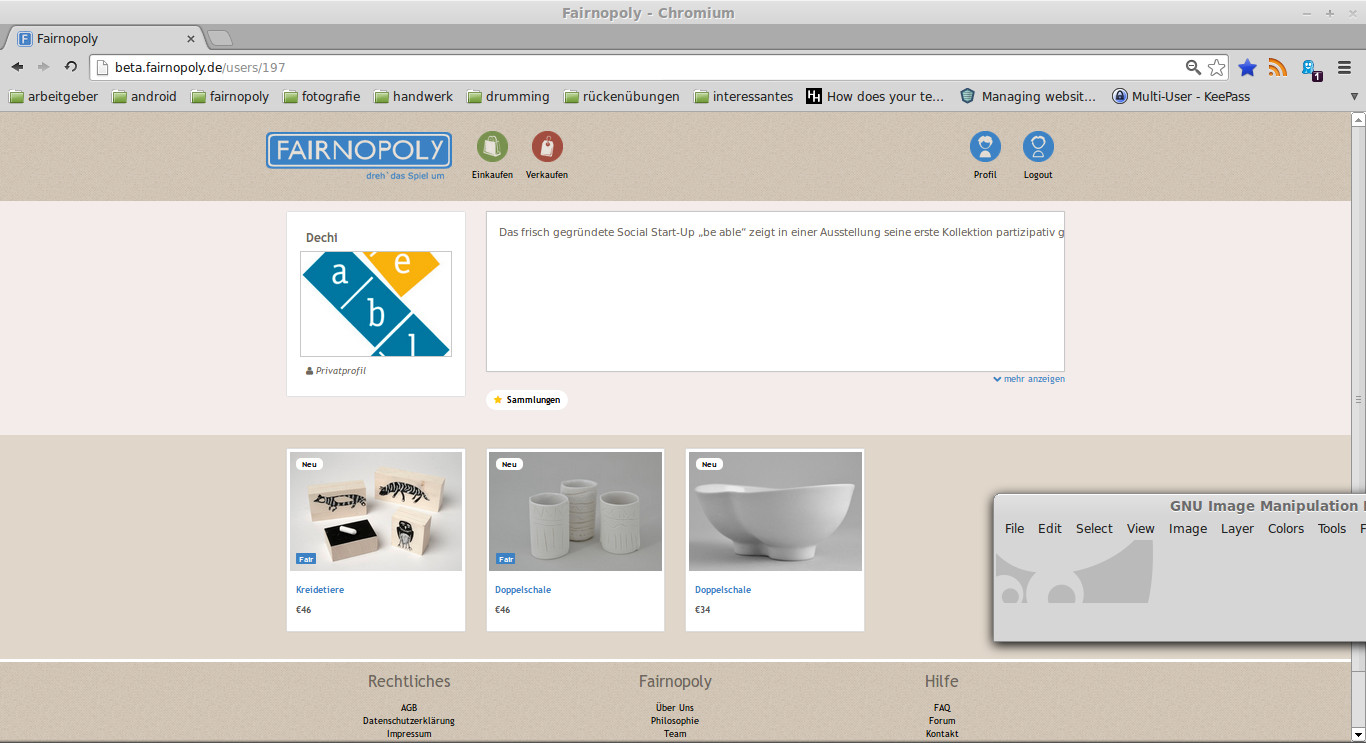 Fairnopoly - Chromium
Fairnopoly
beta.fairnopoly.de/users/197
1
arbeitgeber android fairnopoly fotografie handwerk drumming rückenübungen interessantes How does your te... Managing websit... Multi-User - KeePass
FAIRNOPOLY
dreh`das Spiel um
Einkaufen Verkaufen Profil Logout
Dechi
a e
b
l
Privatprofil
Das frisch gegründete Social Start-Up „be able“ zeigt in einer Ausstellung seine erste Kollektion partizipativ g
mehr anzeigen
Sammlungen
Neu
Fair
Kreidetiere
€46
Neu
Fair
Doppelschale
€46
Neu
Doppelschale
€34
GNU Image Manipulation
File Edit Select View Image Layer Colors Tools F
Rechtliches
AGB
Datenschutzerklärung
Impressum
Fairnopoly
Über Uns
Philosophie
Team
Hilfe
FAQ
Forum
Kontakt